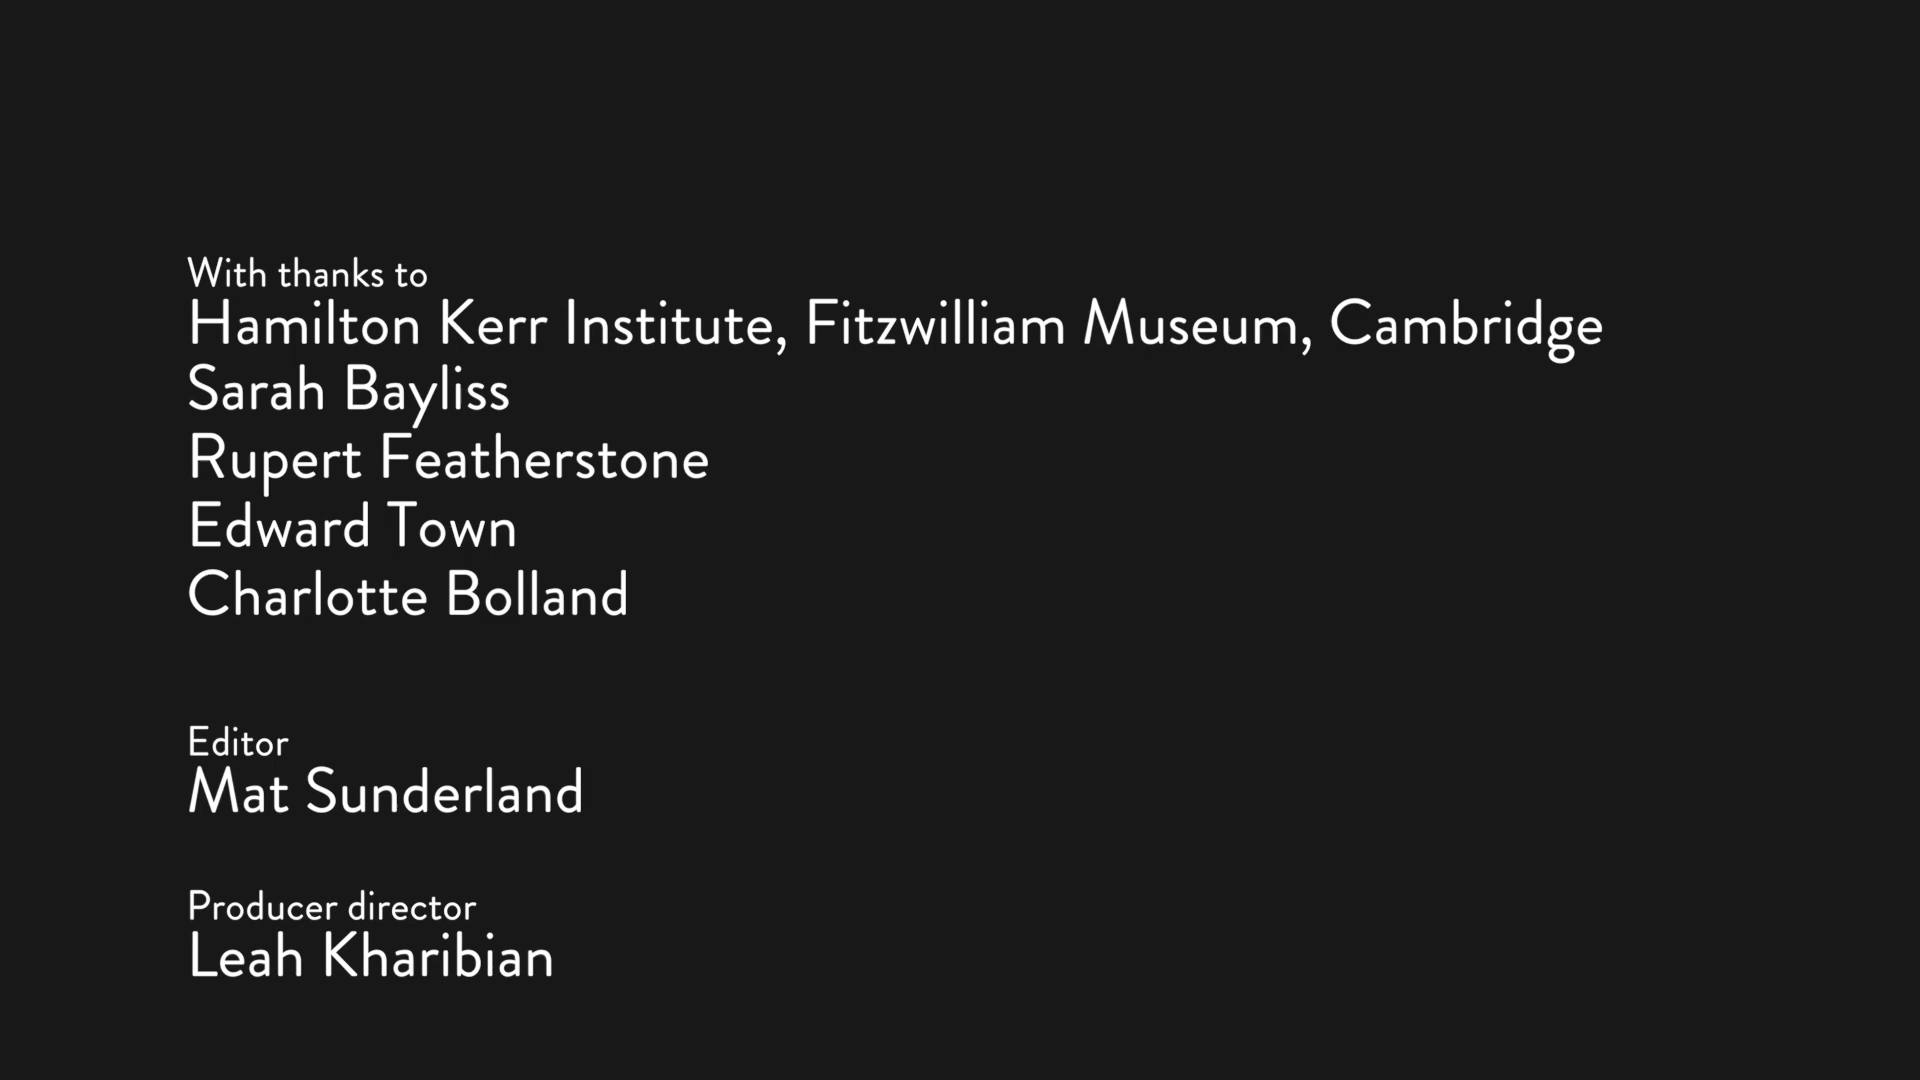 With thanks to
Hamilton Kerr Institute, Fitzwilliam Museum, Cambridge
Sarah Bayliss
Rupert Featherstone
Edward Town
Charlotte Bolland
Editor
Mat Sunderland
Producer director
Leah Kharibian